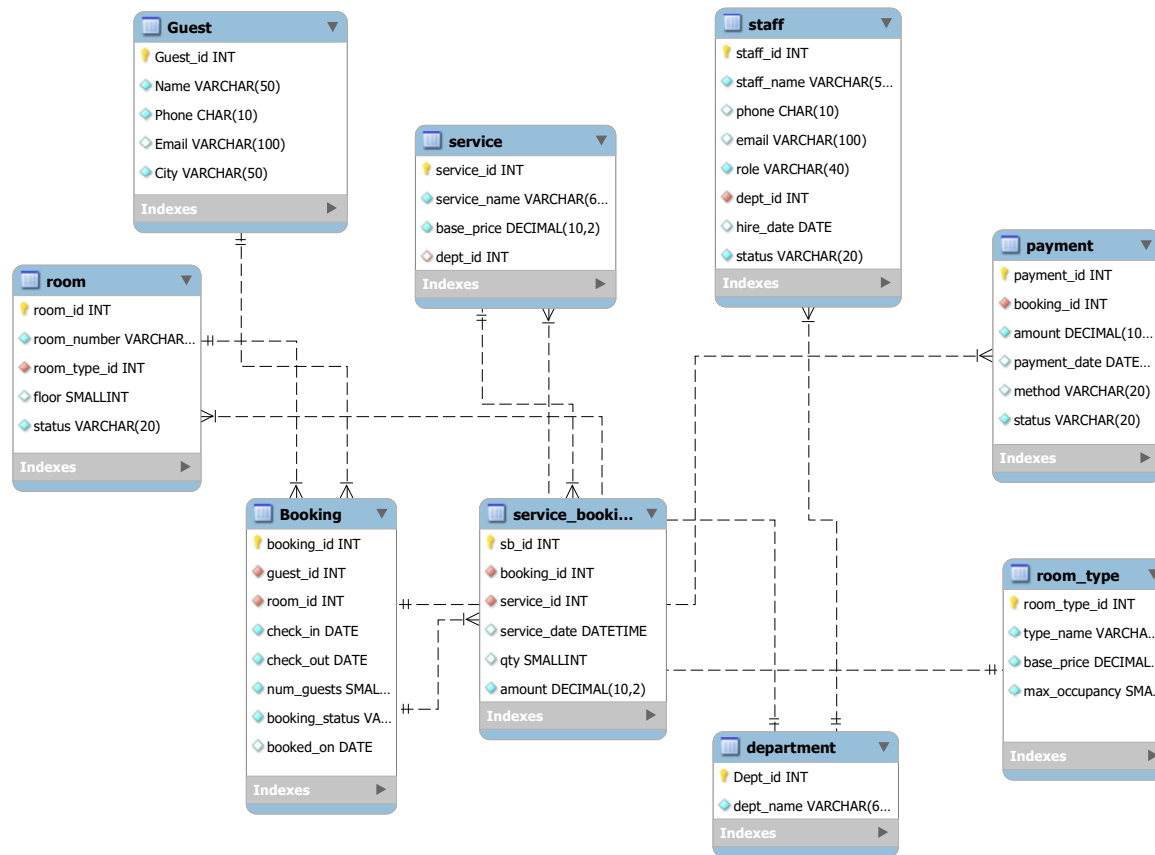 Guest
Guest_id INT
Name VARCHAR(50)
Phone CHAR(10)
Email VARCHAR(100)
City VARCHAR(50)
Indexes
staff
staff_id INT
staff_name VARCHAR(5...
phone CHAR(10)
email VARCHAR(100)
role VARCHAR(40)
dept_id INT
hire_date DATE
status VARCHAR(20)
Indexes
service
service_id INT
service_name VARCHAR(6...
base_price DECIMAL(10,2)
dept_id INT
Indexes
payment
payment_id INT
booking_id INT
amount DECIMAL(10...
payment_date DATE...
method VARCHAR(20)
status VARCHAR(20)
Indexes
room
room_id INT
room_number VARCHAR...
room_type_id INT
floor SMALLINT
status VARCHAR(20)
Indexes
Booking
booking_id INT
guest_id INT
room_id INT
check_in DATE
check_out DATE
num_guests SMAL...
booking_status VA...
booked_on DATE
Indexes
service_booki...
sb_id INT
booking_id INT
service_id INT
service_date DATETIME
qty SMALLINT
amount DECIMAL(10,2)
Indexes
room_type
room_type_id INT
type_name VARCHA...
base_price DECIMAL...
max_occupancy SMA...
Indexes
department
Dept_id INT
dept_name VARCHAR(6...
Indexes